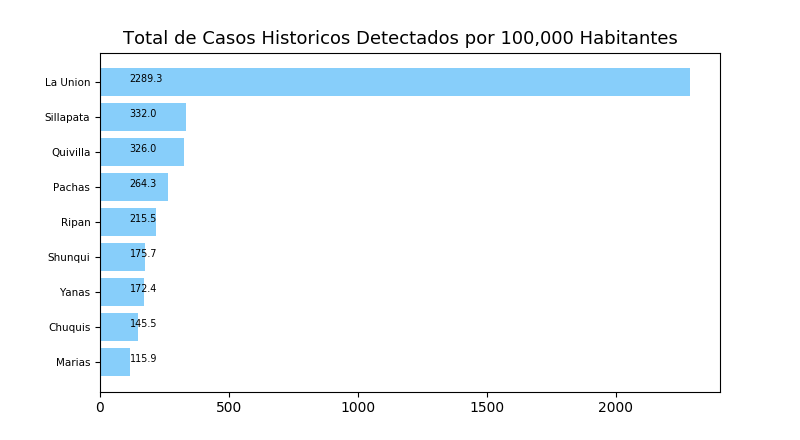 Total de Casos Historicos Detectados por 100,000 Habitantes
La Union 2289.3
Sillapata 332.0
Quivilla 326.0
Pachas 264.3
Ripan 215.5
Shunqui 175.7
Yanas 172.4
Chuquis 145.5
Marias 115.9
0 500 1000 1500 2000